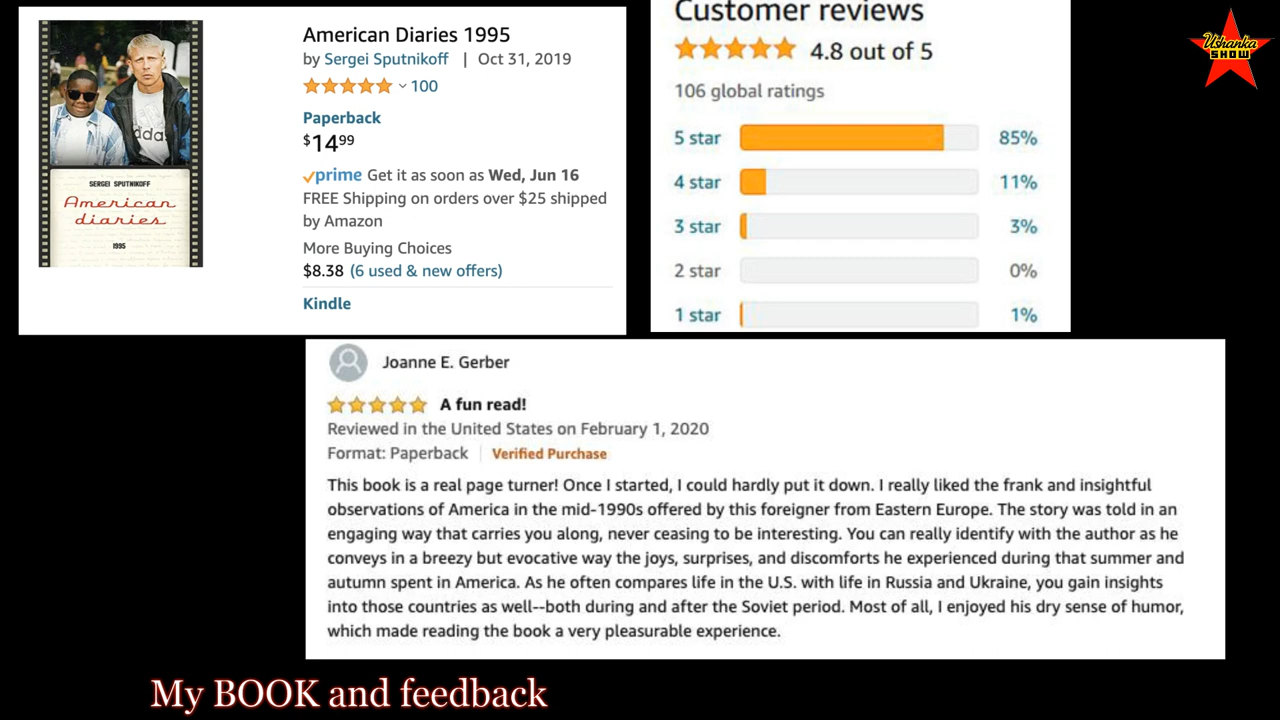 American Diaries 1995
by Sergei Sputnikoff | Oct 31, 2019
100
Paperback
$14 99
prime Get it as soon as Wed, Jun 16
FREE Shipping on orders over $25 shipped
by Amazon
More Buying Choices
$8.38 (6 used & new offers)
Kindle
adidas
SERGEI SPUTNIKOFF
American
diaries
1995
Customer reviews
4.8 out of 5
106 global ratings
5 star 85%
4 star 11%
3 star 3%
2 star 0%
1 star 1%
Ushanka
SHOW
Joanne E. Gerber
A fun read!
Reviewed in the United States on February 1, 2020
Format: Paperback | Verified Purchase
This book is a real page turner! Once I started, I could hardly put it down. I really liked the frank and insightful
observations of America in the mid-1990s offered by this foreigner from Eastern Europe. The story was told in an
engaging way that carries you along, never ceasing to be interesting. You can really identify with the author as he
conveys in a breezy but evocative way the joys, surprises, and discomforts he experienced during that summer and
autumn spent in America. As he often compares life in the U.S. with life in Russia and Ukraine, you gain insights
into those countries as well--both during and after the Soviet period. Most of all, I enjoyed his dry sense of humor,
which made reading the book a very pleasurable experience.
My BOOK and feedback